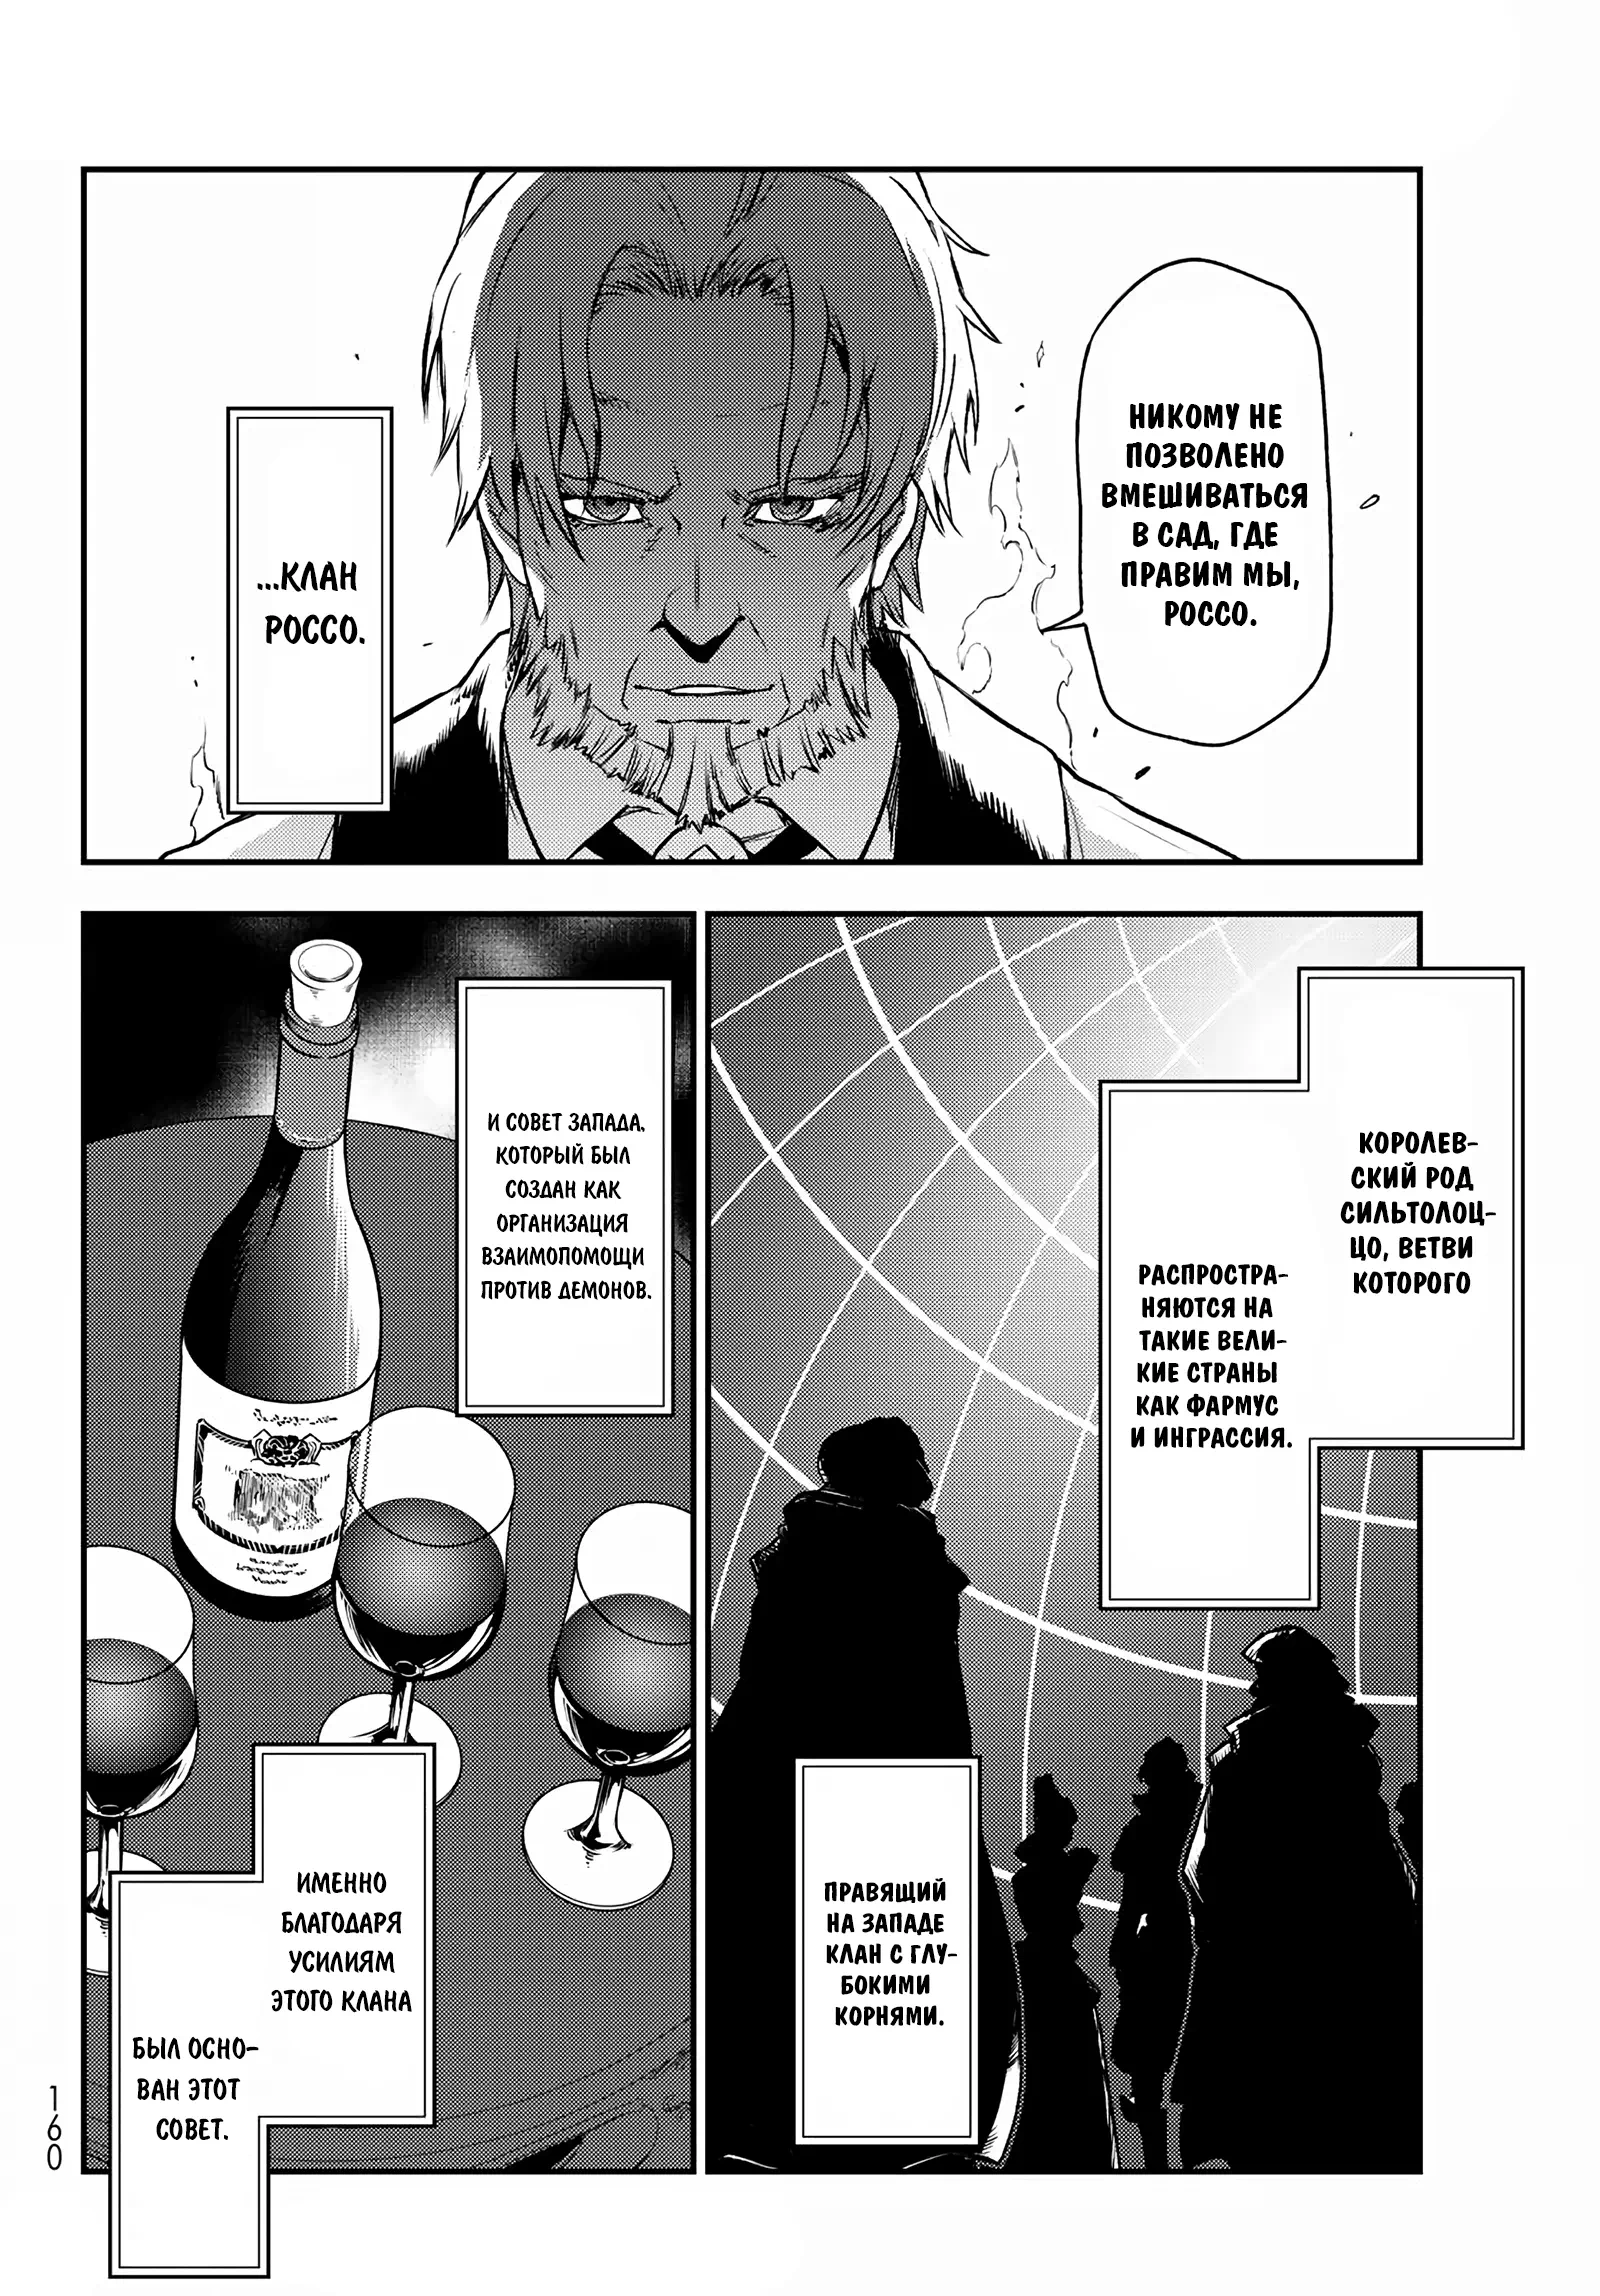 НИКОМУ НЕ
ПОЗВОЛЕНО
ВМЕШИВАТЬСЯ
В САД, ГДЕ
ПРАВИМ МЫ,
РОССО.
...КЛАН
РОССО.
КОРОЛЕВ-
СКИЙ РОД
СИЛЬТОЛОЦ-
ЦО, ВЕТВИ
КОТОРОГО
РАСПРОСТРА-
НЯЮТСЯ НА
ТАКИЕ ВЕЛИ-
КИЕ СТРАНЫ
КАК ФАРМУС
И ИНГРАССИЯ.
ПРАВЯЩИЙ
НА ЗАПАДЕ
КЛАН С ГЛУ-
БОКИМИ
КОРНЯМИ.
И СОВЕТ ЗАПАДА,
КОТОРЫЙ БЫЛ
СОЗДАН КАК
ОРГАНИЗАЦИЯ
ВЗАИМОПОМОЩИ
ПРОТИВ ДЕМОНОВ.
ИМЕННО
БЛАГОДАРЯ
УСИЛИЯМ
ЭТОГО КЛАНА
БЫЛ ОСНО-
ВАН ЭТОТ
СОВЕТ.
160